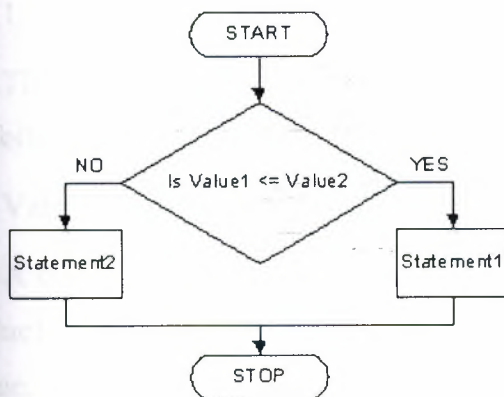 START
Is Value1 <= Value2
NO
YES
Statement2
Statement1
STOP